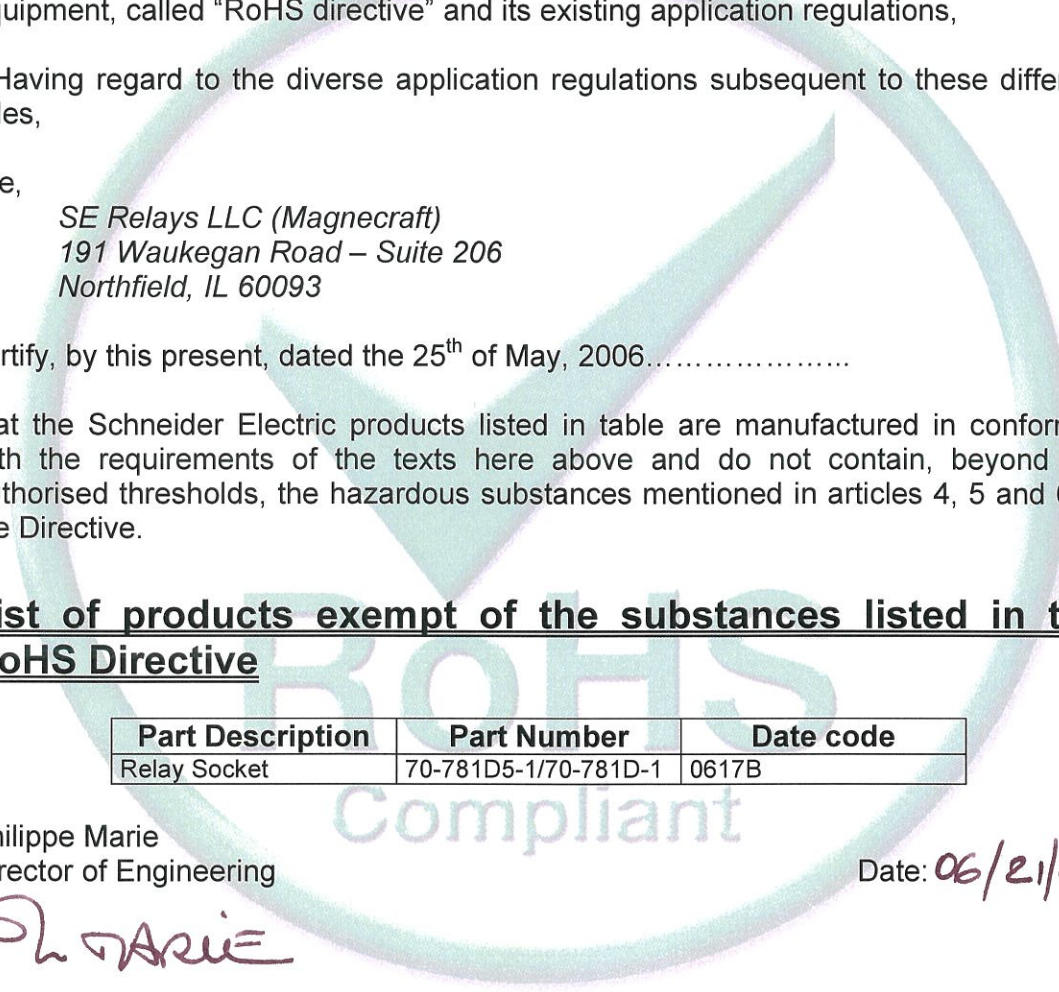 quipment, called “RoHS directive” and its existing application regulations,
Having regard to the diverse application regulations subsequent to these differ
les,
e,
SE Relays LLC (Magnecraft)
191 Waukegan Road – Suite 206
Northfield, IL 60093
rtify, by this present, dated the 25th of May, 2006.....................
at the Schneider Electric products listed in table are manufactured in conform
th the requirements of the texts here above and do not contain, beyond
thorised thresholds, the hazardous substances mentioned in articles 4, 5 and 6
e Directive.
ist of products exempt of the substances listed in t
oHS Directive
RoHS
Part Description Part Number Date code
Relay Socket 70-781D5-1/70-781D-1 0617B
Compliant
hilippe Marie
rector of Engineering
Date: 06/21/
Ph MARIE